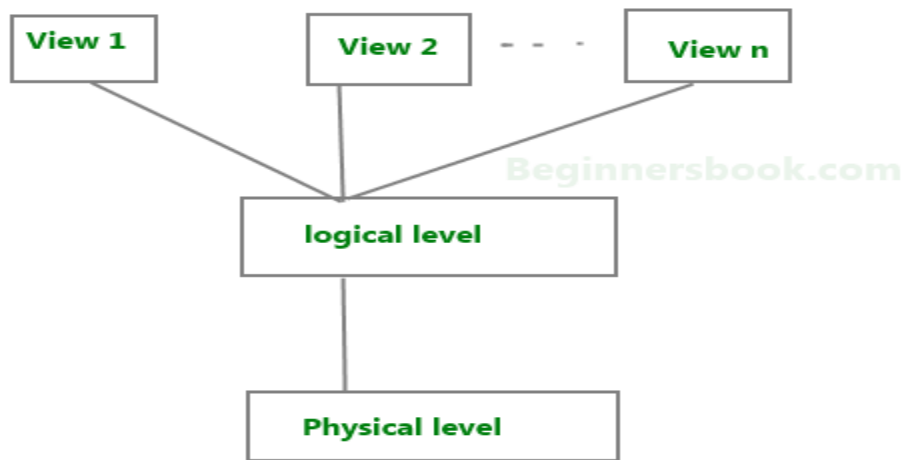 View 1
View 2
View n
Beginnersbook.com
logical level
Physical level